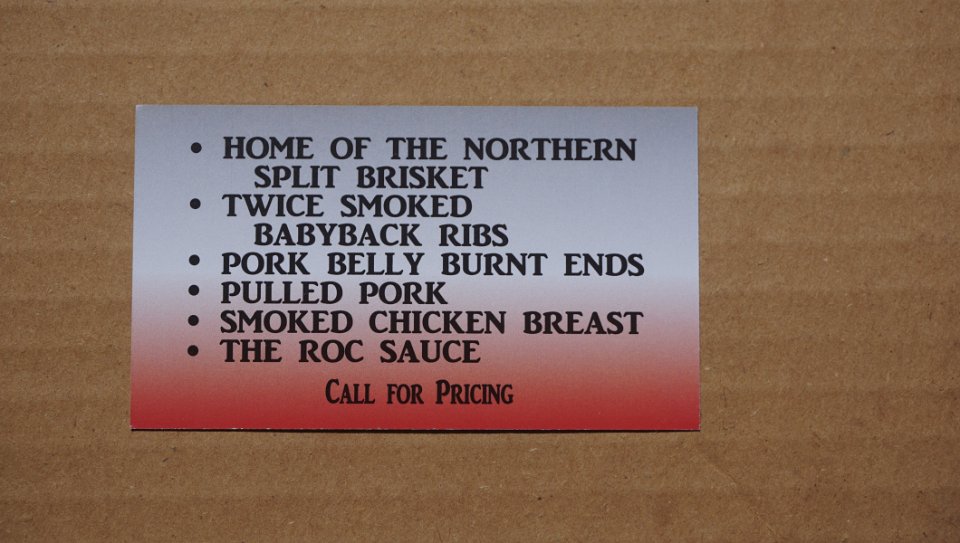 • HOME OF THE NORTHERN
SPLIT BRISKET
• TWICE SMOKED
BABYBACK RIBS
• PORK BELLY BURNT ENDS
• PULLED PORK
• SMOKED CHICKEN BREAST
• THE ROC SAUCE
CALL FOR PRICING